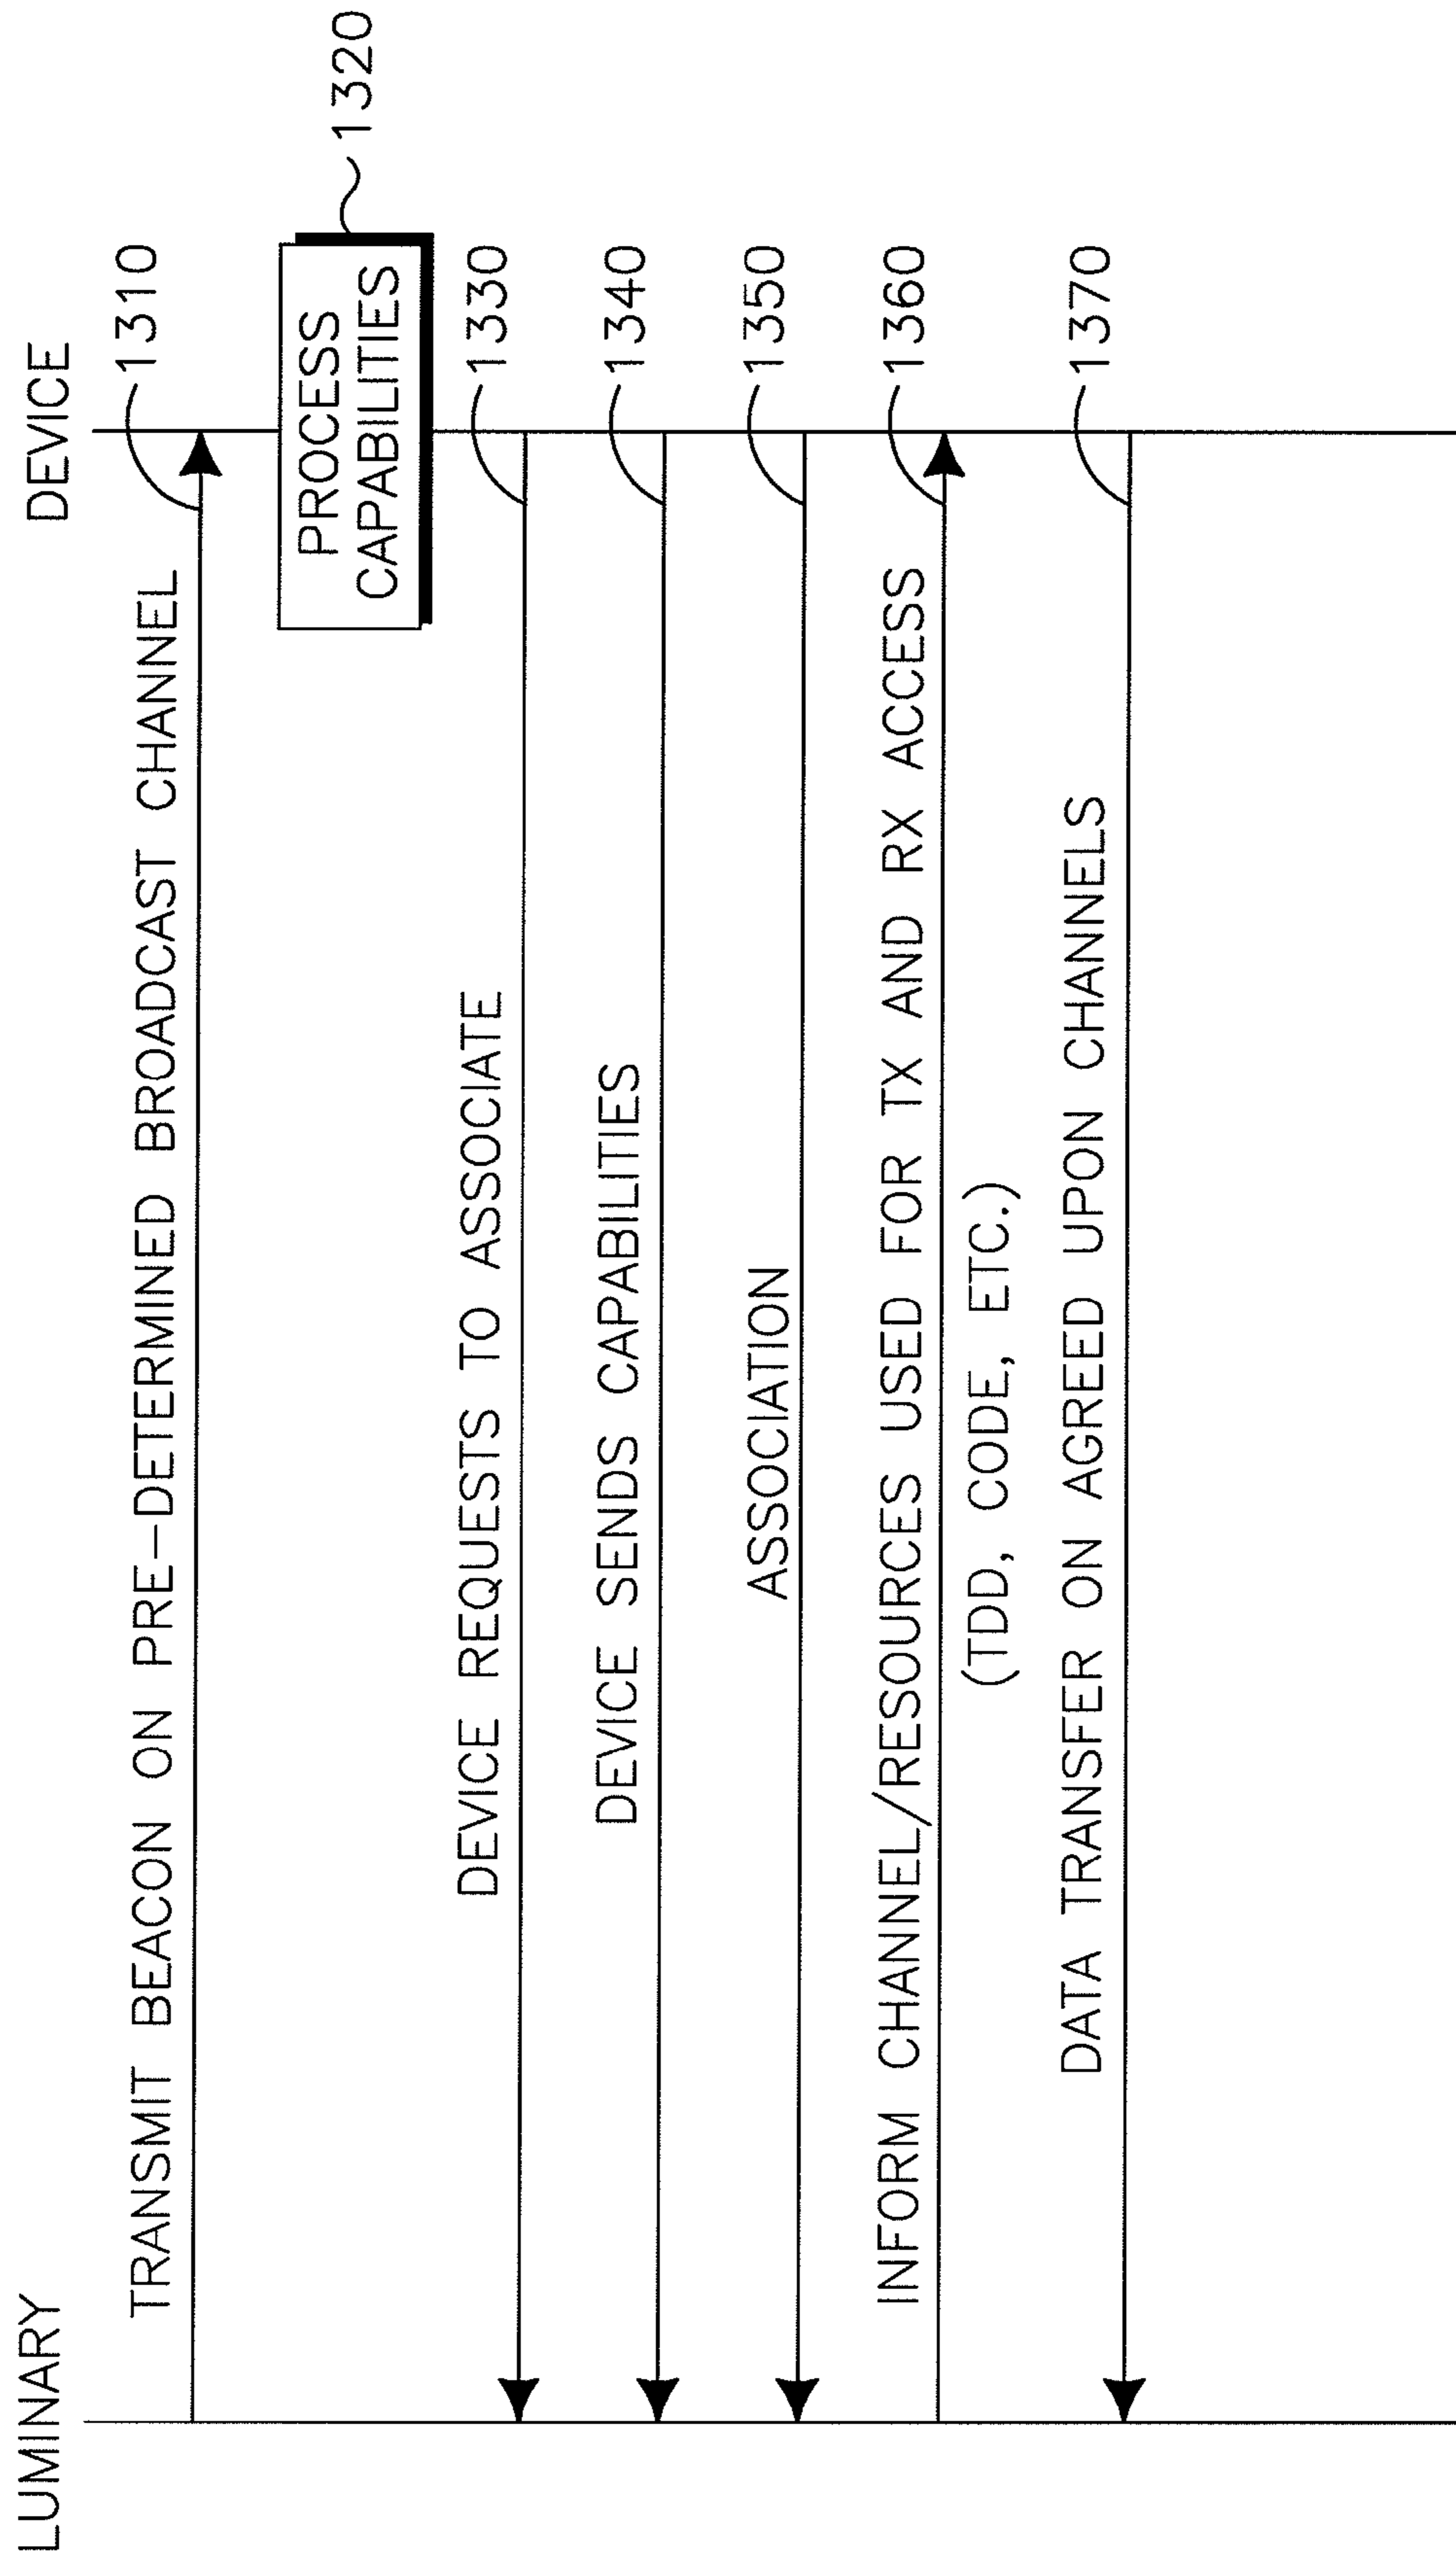 LUMINARY
DEVICE
TRANSMIT BEACON ON PRE-DETERMINED BROADCAST CHANNEL
1310
PROCESS
CAPABILITIES
1320
DEVICE REQUESTS TO ASSOCIATE
1330
DEVICE SENDS CAPABILITIES
1340
ASSOCIATION
1350
INFORM CHANNEL/RESOURCES USED FOR TX AND RX ACCESS
1360
(TDD, CODE, ETC.)
DATA TRANSFER ON AGREED UPON CHANNELS
1370